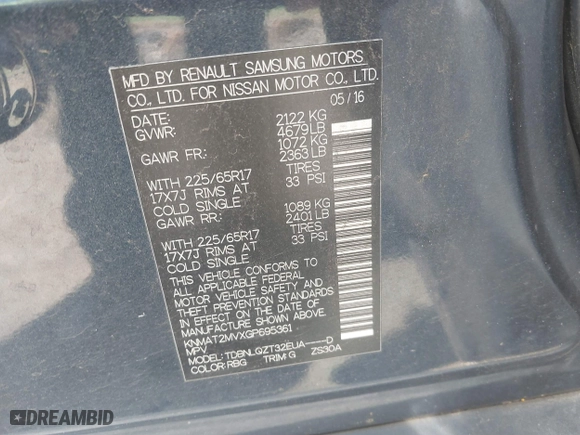 MFD BY RENAULT SAMSUNG MOTORS
CO., LTD. FOR NISSAN MOTOR CO., LTD.
DATE: 05/16
GVWR: 2122 KG
4679 LB
GAWR FR: 1072 KG
2363 LB
WITH 225/65R17 TIRES
17X7J RIMS AT 33 PSI
COLD SINGLE
GAWR RR: 1089 KG
2401 LB
WITH 225/65R17 TIRES
17X7J RIMS AT 33 PSI
COLD SINGLE
THIS VEHICLE CONFORMS TO
ALL APPLICABLE FEDERAL
MOTOR VEHICLE SAFETY AND
THEFT PREVENTION STANDARDS
IN EFFECT ON THE DATE OF
MANUFACTURE SHOWN ABOVE.
KNMAT2MVXGP695361
MPV
MODEL: TDBNLQZT32EUA-----D
COLOR: RBG TRIM: G ZS30A
© DREAMBID